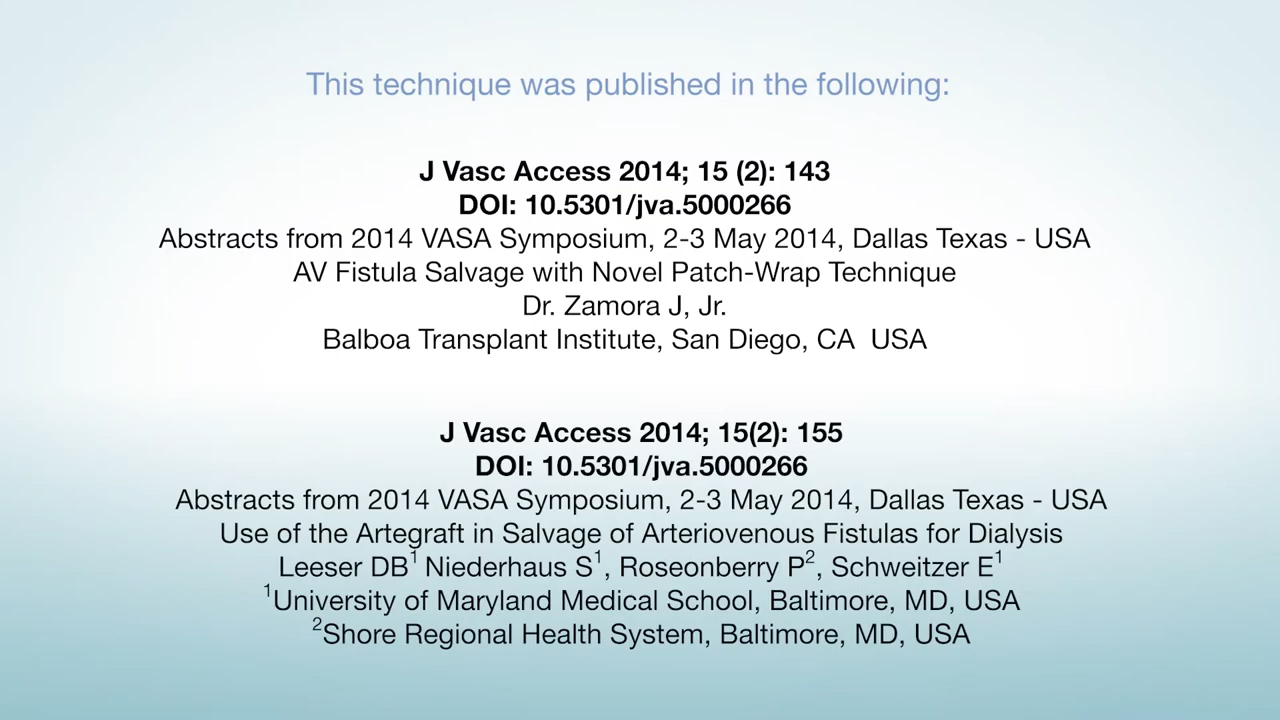 This technique was published in the following:
J Vasc Access 2014; 15 (2): 143
DOI: 10.5301/jva.5000266
Abstracts from 2014 VASA Symposium, 2-3 May 2014, Dallas Texas - USA
AV Fistula Salvage with Novel Patch-Wrap Technique
Dr. Zamora J, Jr.
Balboa Transplant Institute, San Diego, CA  USA
J Vasc Access 2014; 15(2): 155
DOI: 10.5301/jva.5000266
Abstracts from 2014 VASA Symposium, 2-3 May 2014, Dallas Texas - USA
Use of the Artegraft in Salvage of Arteriovenous Fistulas for Dialysis
Leeser DB¹ Niederhaus S¹, Roseonberry P², Schweitzer E¹
¹University of Maryland Medical School, Baltimore, MD, USA
²Shore Regional Health System, Baltimore, MD, USA